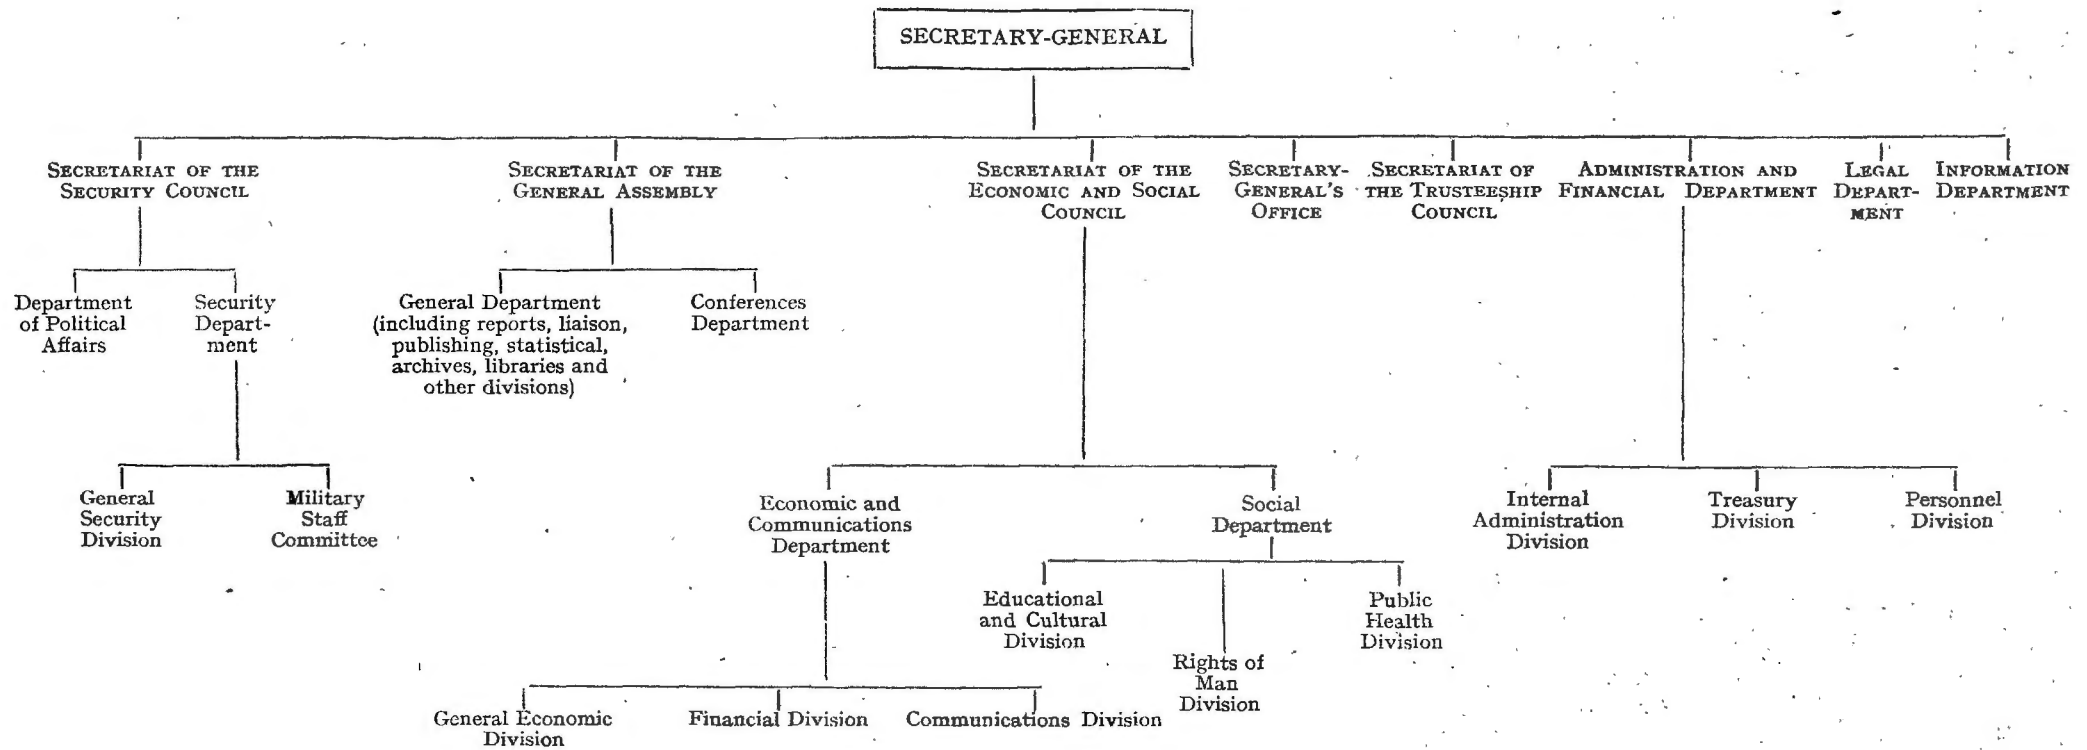 SECRETARY-GENERAL
SECRETARIAT OF THE
SECURITY COUNCIL
SECRETARIAT OF THE
GENERAL ASSEMBLY
SECRETARIAT OF THE
ECONOMIC AND SOCIAL
COUNCIL
SECRETARY-
GENERAL'S
OFFICE
SECRETARIAT OF
THE TRUSTEESHIP
COUNCIL
ADMINISTRATION AND
FINANCIAL DEPARTMENT
LEGAL
DEPART-
MENT
INFORMATION
DEPARTMENT
Department
of Political
Affairs
Security
Depart-
ment
General Department
(including reports, liaison,
publishing, statistical,
archives, libraries and
other divisions)
Conferences
Department
General
Security
Division
Military
Staff
Committee
Economic and
Communications
Department
Social
Department
Internal
Administration
Division
Treasury
Division
Personnel
Division
Educational
and Cultural
Division
Rights of
Man
Division
Public
Health
Division
General Economic
Division
Financial Division
Communications Division